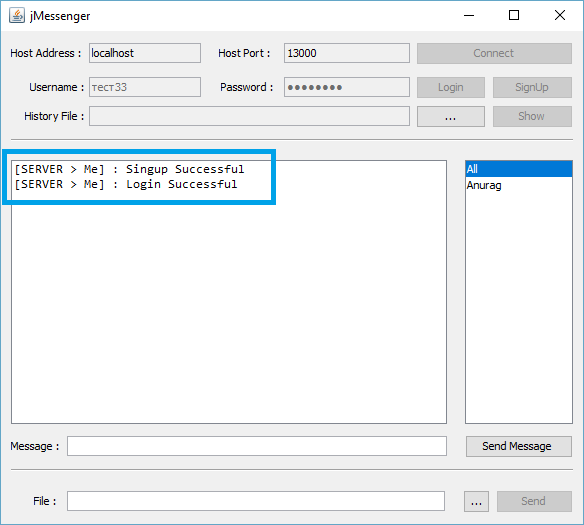 jMessenger
Host Address : localhost Host Port : 13000 Connect
Username : тест33 Password : ●●●●●●●● Login SignUp
History File : ... Show
[SERVER > Me] : Singup Successful
[SERVER > Me] : Login Successful
All
Anurag
Message : Send Message
File : ... Send